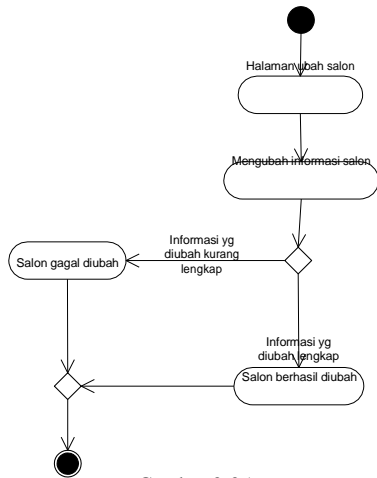 Halaman ubah salon
Mengubah informasi salon
Informasi yg
diubah kurang
lengkap
Salon gagal diubah
Informasi yg
diubah lengkap
Salon berhasil diubah